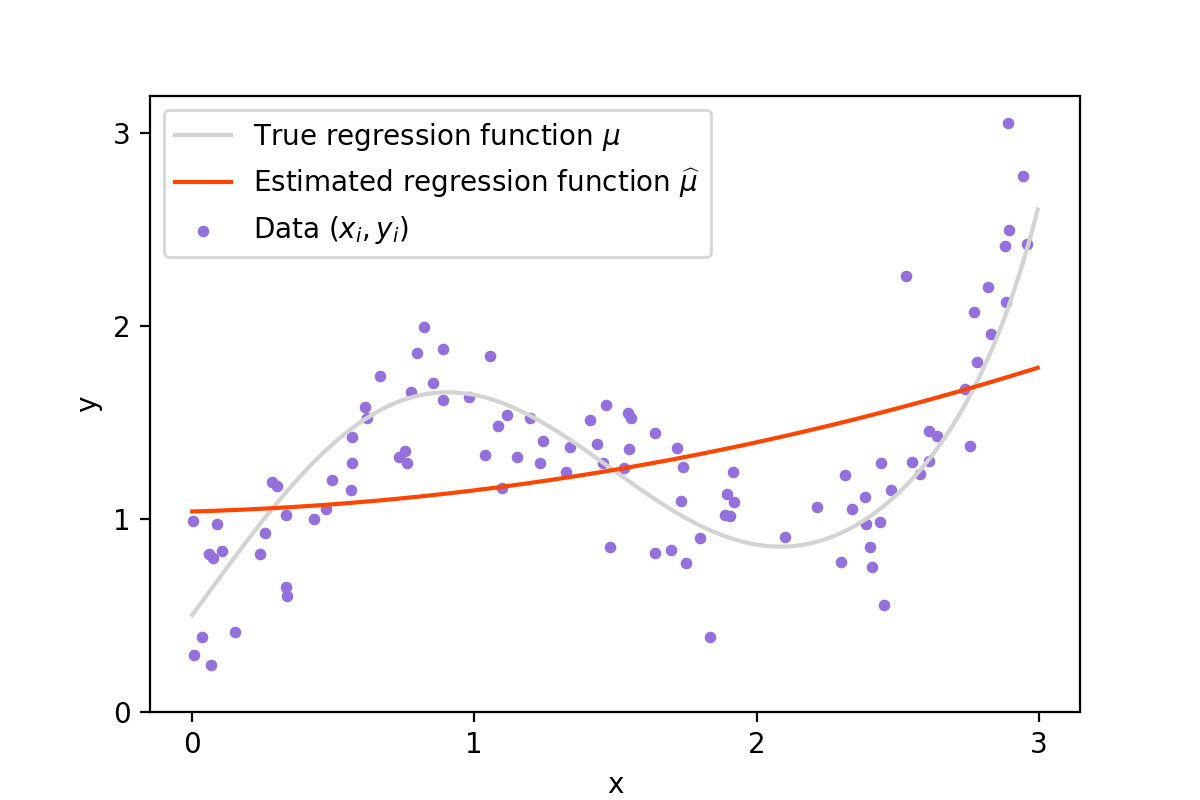 True regression function μ
Estimated regression function μ̂
Data (xᵢ, yᵢ)
3
2
1
0
y
0 1 2 3
x